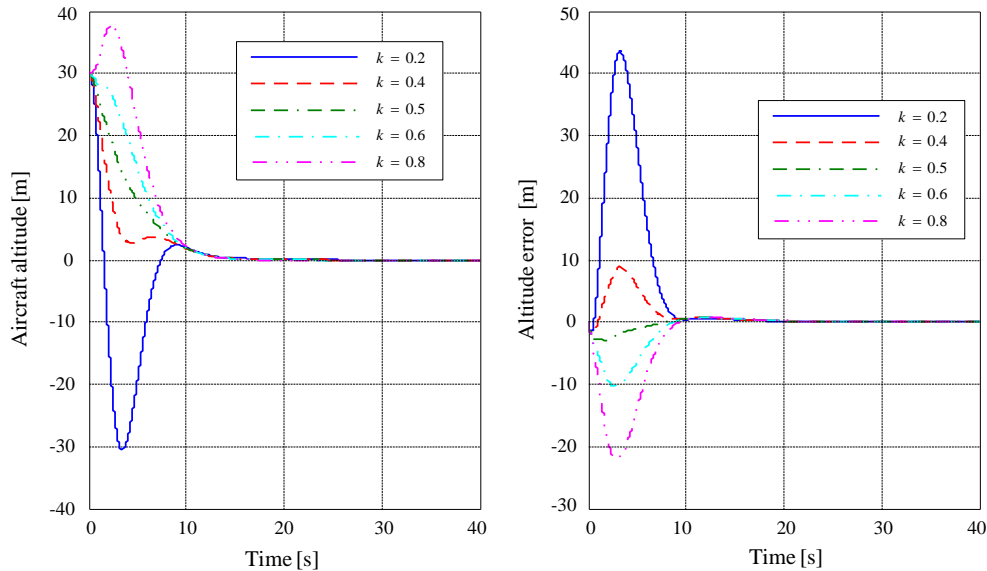 Aircraft altitude [m]
40
30
20
10
0
-10
-20
-30
-40
0
10
20
30
40
Time [s]
k = 0.2
k = 0.4
k = 0.5
k = 0.6
k = 0.8
Altitude error [m]
50
40
30
20
10
0
-10
-20
-30
0
10
20
30
40
Time [s]
k = 0.2
k = 0.4
k = 0.5
k = 0.6
k = 0.8